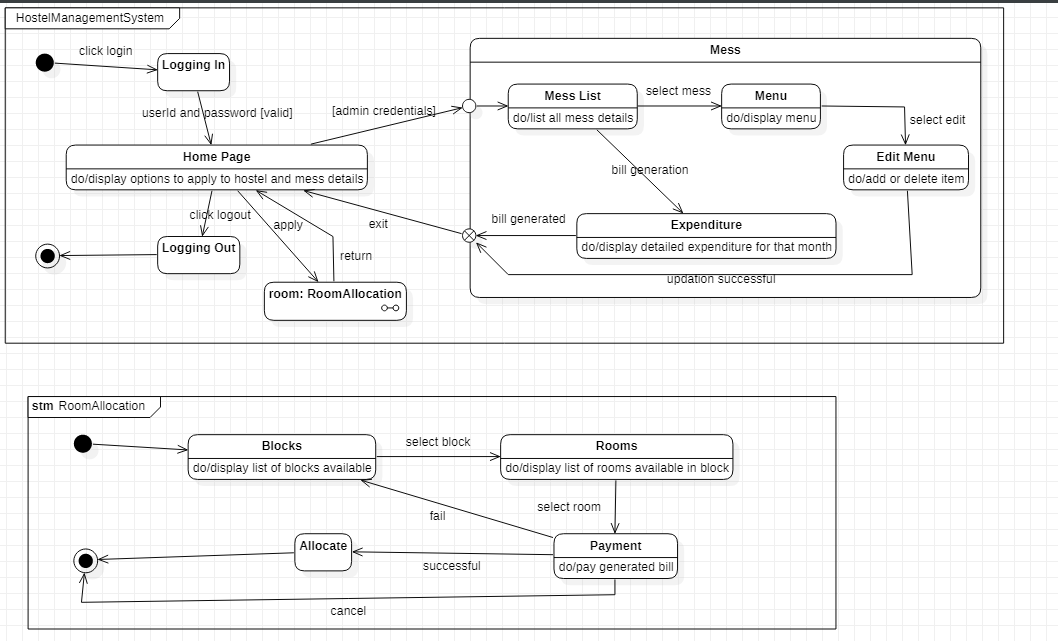 HostelManagementSystem
click login
Logging In
userId and password [valid]
[admin credentials]
Mess
Mess List
do/list all mess details
select mess
Menu
do/display menu
select edit
Home Page
do/display options to apply to hostel and mess details
bill generation
Edit Menu
do/add or delete item
click logout
apply
exit
bill generated
Expenditure
do/display detailed expenditure for that month
Logging Out
return
updation successful
room: RoomAllocation
stm RoomAllocation
Blocks
do/display list of blocks available
select block
Rooms
do/display list of rooms available in block
fail
select room
Allocate
successful
Payment
do/pay generated bill
cancel